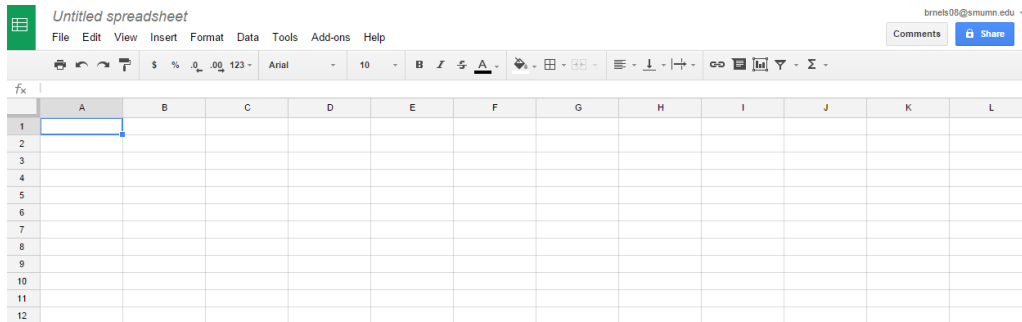 brnels08@smumn.edu
Untitled spreadsheet
File Edit View Insert Format Data Tools Add-ons Help
Comments Share
$ % .0 .00 123 Arial 10 B I S A Σ
fx
A B C D E F G H I J K L
1
2
3
4
5
6
7
8
9
10
11
12